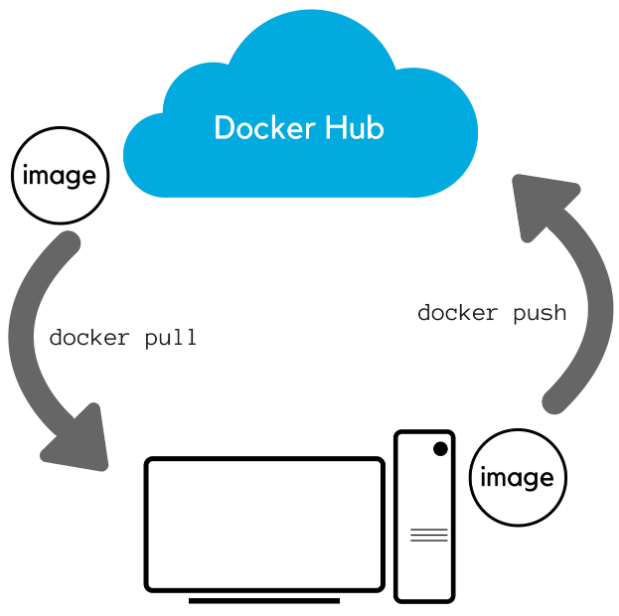 Docker Hub
image
docker pull
docker push
image